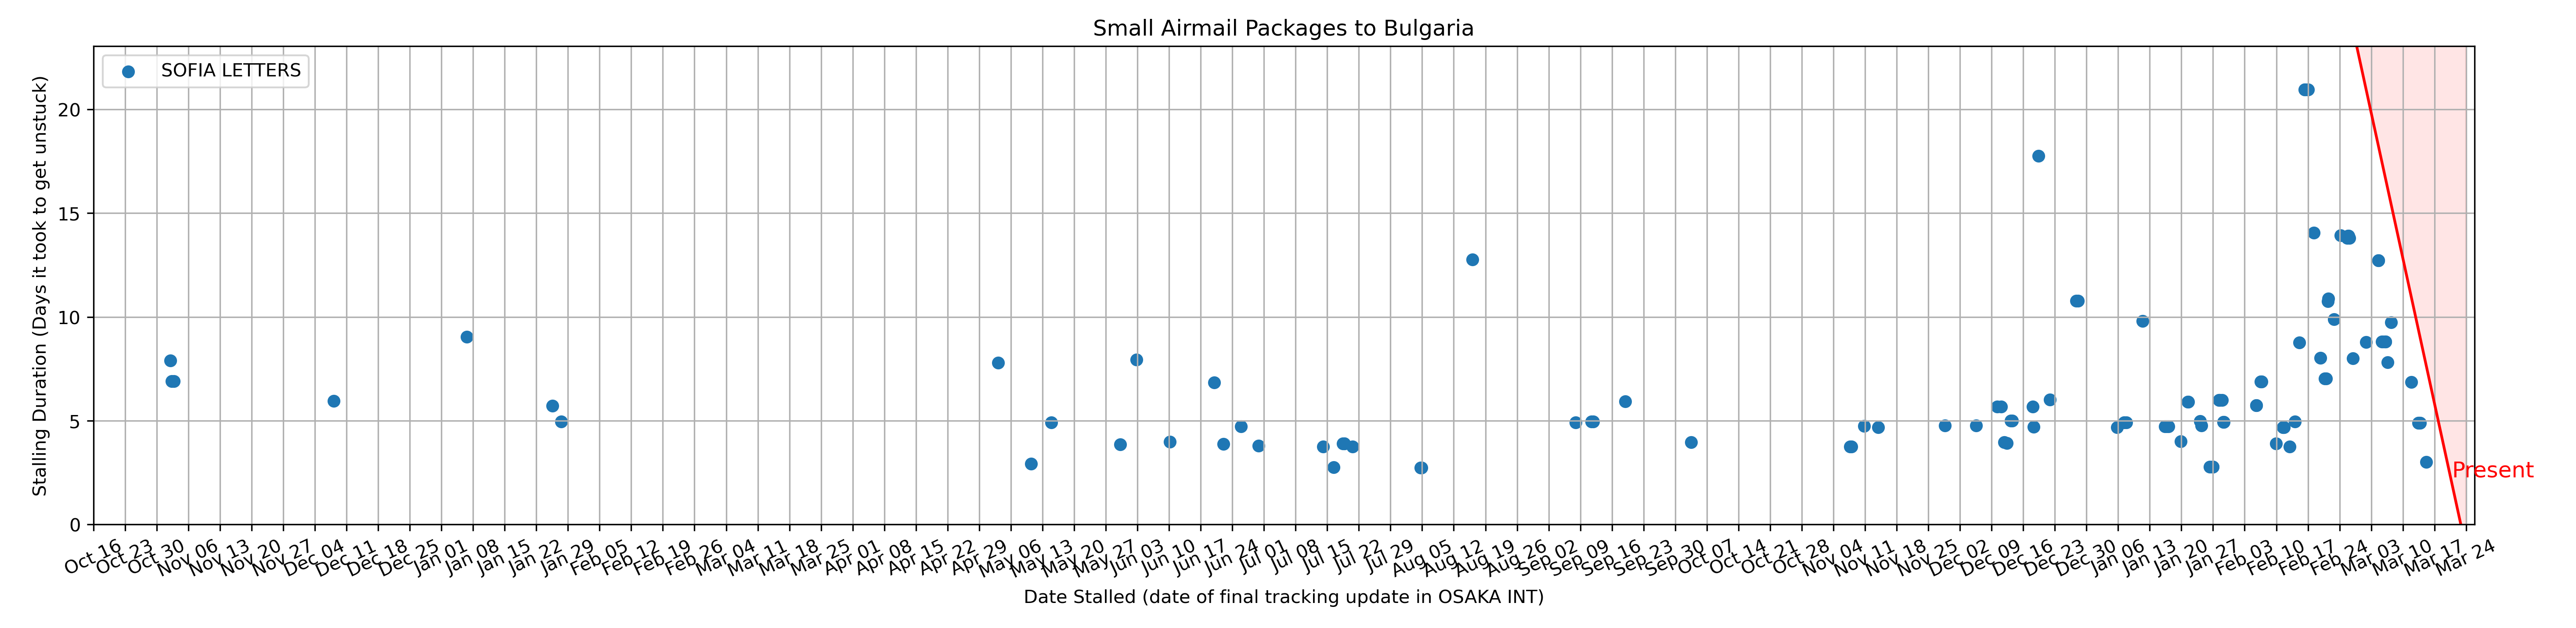 Small Airmail Packages to Bulgaria
SOFIA LETTERS
Stalling Duration (Days it took to get unstuck)
20
15
10
5
0
Present
Oct 16
Oct 23
Oct 30
Nov 06
Nov 13
Nov 20
Nov 27
Dec 04
Dec 11
Dec 18
Dec 25
Jan 01
Jan 08
Jan 15
Jan 22
Jan 29
Feb 05
Feb 12
Feb 19
Feb 26
Mar 04
Mar 11
Mar 18
Mar 25
Apr 01
Apr 08
Apr 15
Apr 22
Apr 29
May 06
May 13
May 20
May 27
Jun 03
Jun 10
Jun 17
Jun 24
Jul 01
Jul 08
Jul 15
Jul 22
Jul 29
Aug 05
Aug 12
Aug 19
Aug 26
Sep 02
Sep 09
Sep 16
Sep 23
Sep 30
Oct 07
Oct 14
Oct 21
Oct 28
Nov 04
Nov 11
Nov 18
Nov 25
Dec 02
Dec 09
Dec 16
Dec 23
Dec 30
Jan 06
Jan 13
Jan 20
Jan 27
Feb 03
Feb 10
Feb 17
Feb 24
Mar 03
Mar 10
Mar 17
Mar 24
Date Stalled (date of final tracking update in OSAKA INT)